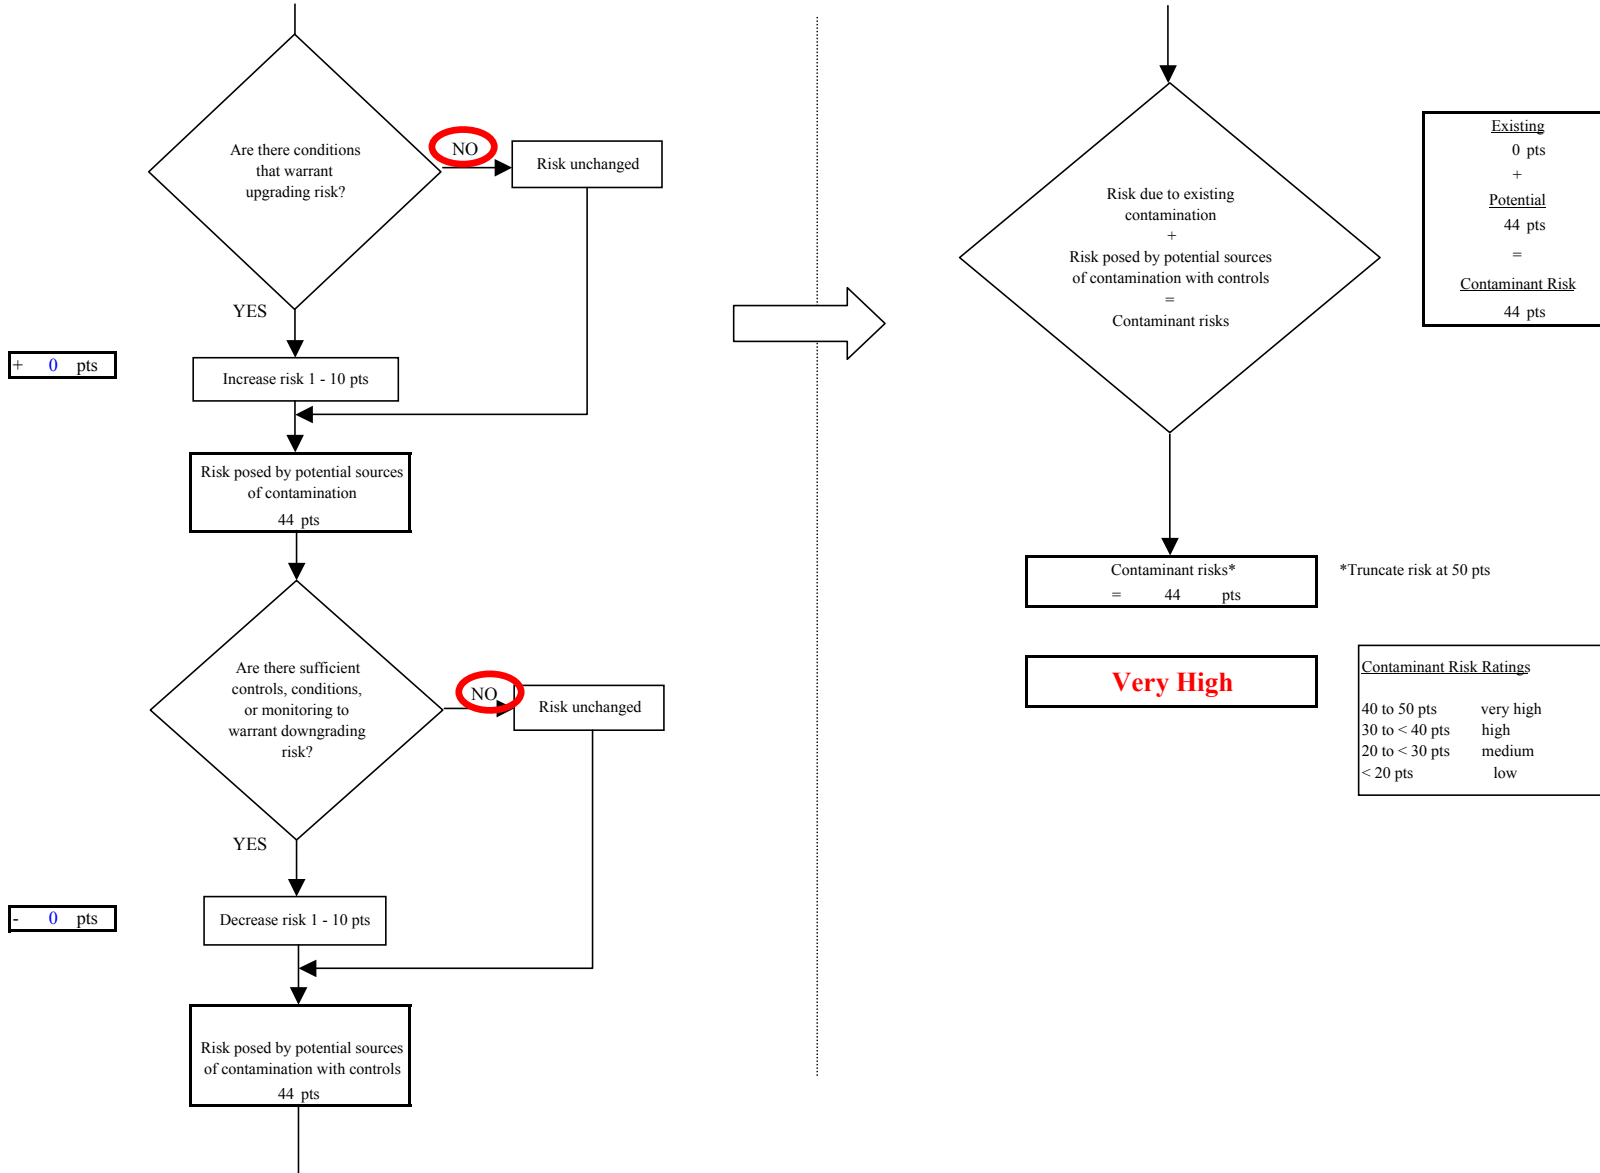 Are there conditions
that warrant
upgrading risk?
NO
Risk unchanged
YES
+ 0 pts
Increase risk 1 - 10 pts
Risk posed by potential sources
of contamination
44 pts
Are there sufficient
controls, conditions,
or monitoring to
warrant downgrading
risk?
NO
Risk unchanged
YES
- 0 pts
Decrease risk 1 - 10 pts
Risk posed by potential sources
of contamination with controls
44 pts
Risk due to existing
contamination
+
Risk posed by potential sources
of contamination with controls
=
Contaminant risks
Existing
0 pts
+
Potential
44 pts
=
Contaminant Risk
44 pts
Contaminant risks*
= 44 pts
*Truncate risk at 50 pts
Very High
Contaminant Risk Ratings
40 to 50 pts very high
30 to < 40 pts high
20 to < 30 pts medium
< 20 pts low